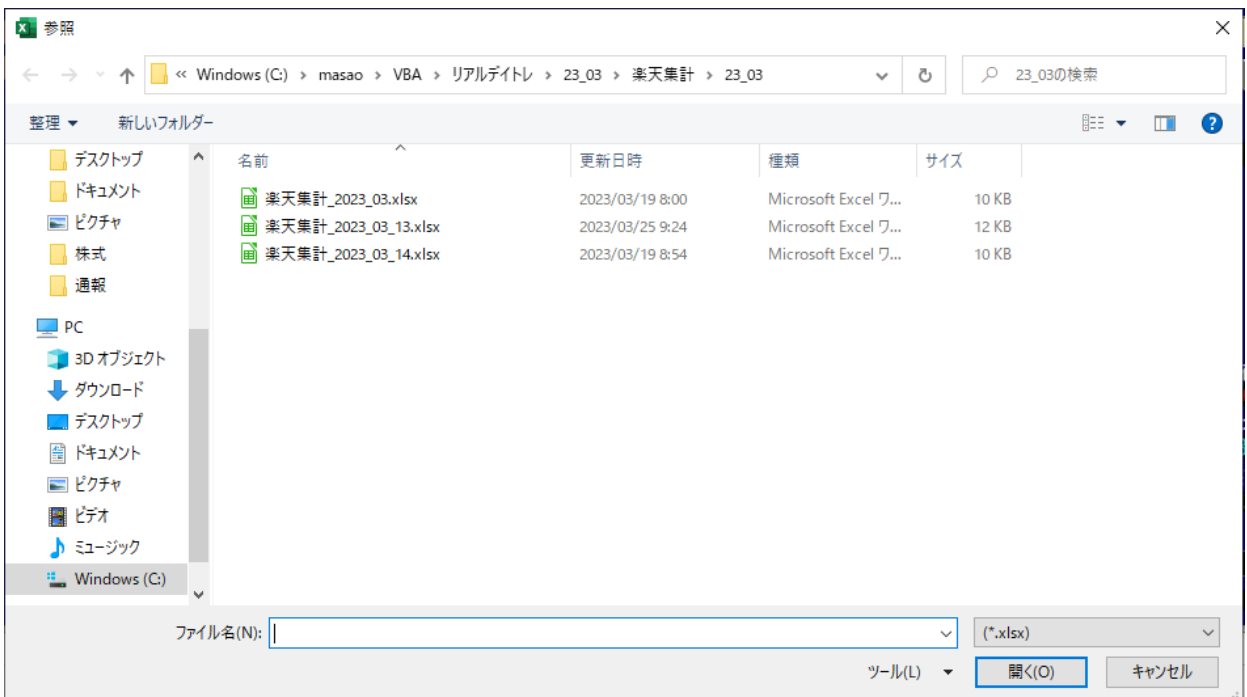 参照
« Windows (C:) › masao › VBA › リアルデイトレ › 23_03 › 楽天集計 › 23_03
23_03の検索
整理 新しいフォルダー
名前 更新日時 種類 サイズ
楽天集計_2023_03.xlsx 2023/03/19 8:00 Microsoft Excel ワ... 10 KB
楽天集計_2023_03_13.xlsx 2023/03/25 9:24 Microsoft Excel ワ... 12 KB
楽天集計_2023_03_14.xlsx 2023/03/19 8:54 Microsoft Excel ワ... 10 KB
デスクトップ
ドキュメント
ピクチャ
株式
通報
PC
3D オブジェクト
ダウンロード
デスクトップ
ドキュメント
ピクチャ
ビデオ
ミュージック
Windows (C:)
ファイル名(N):
(*.xlsx)
ツール(L) 開く(O) キャンセル